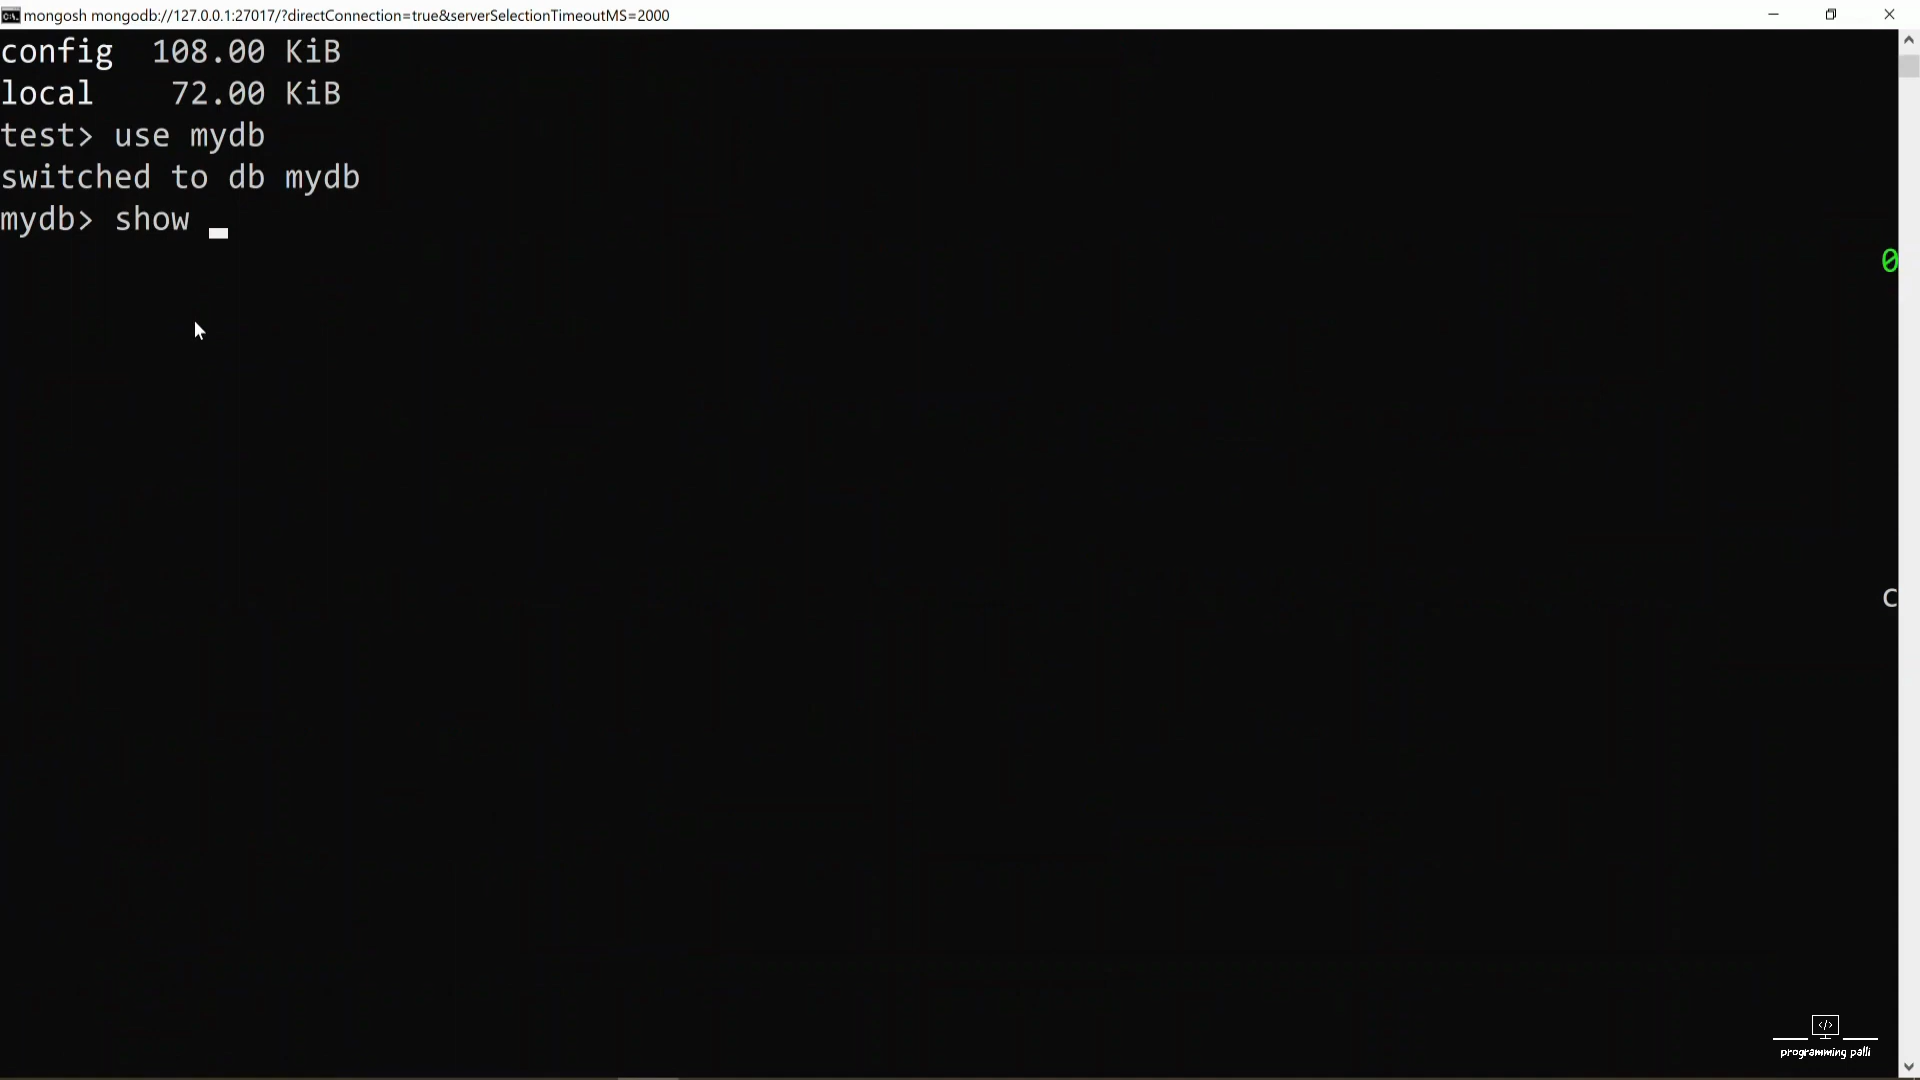 mongosh mongodb://127.0.0.1:27017/?directConnection=true&serverSelectionTimeoutMS=2000
config  108.00 KiB
local    72.00 KiB
test> use mydb
switched to db mydb
mydb> show
0
c
</>
programming palli